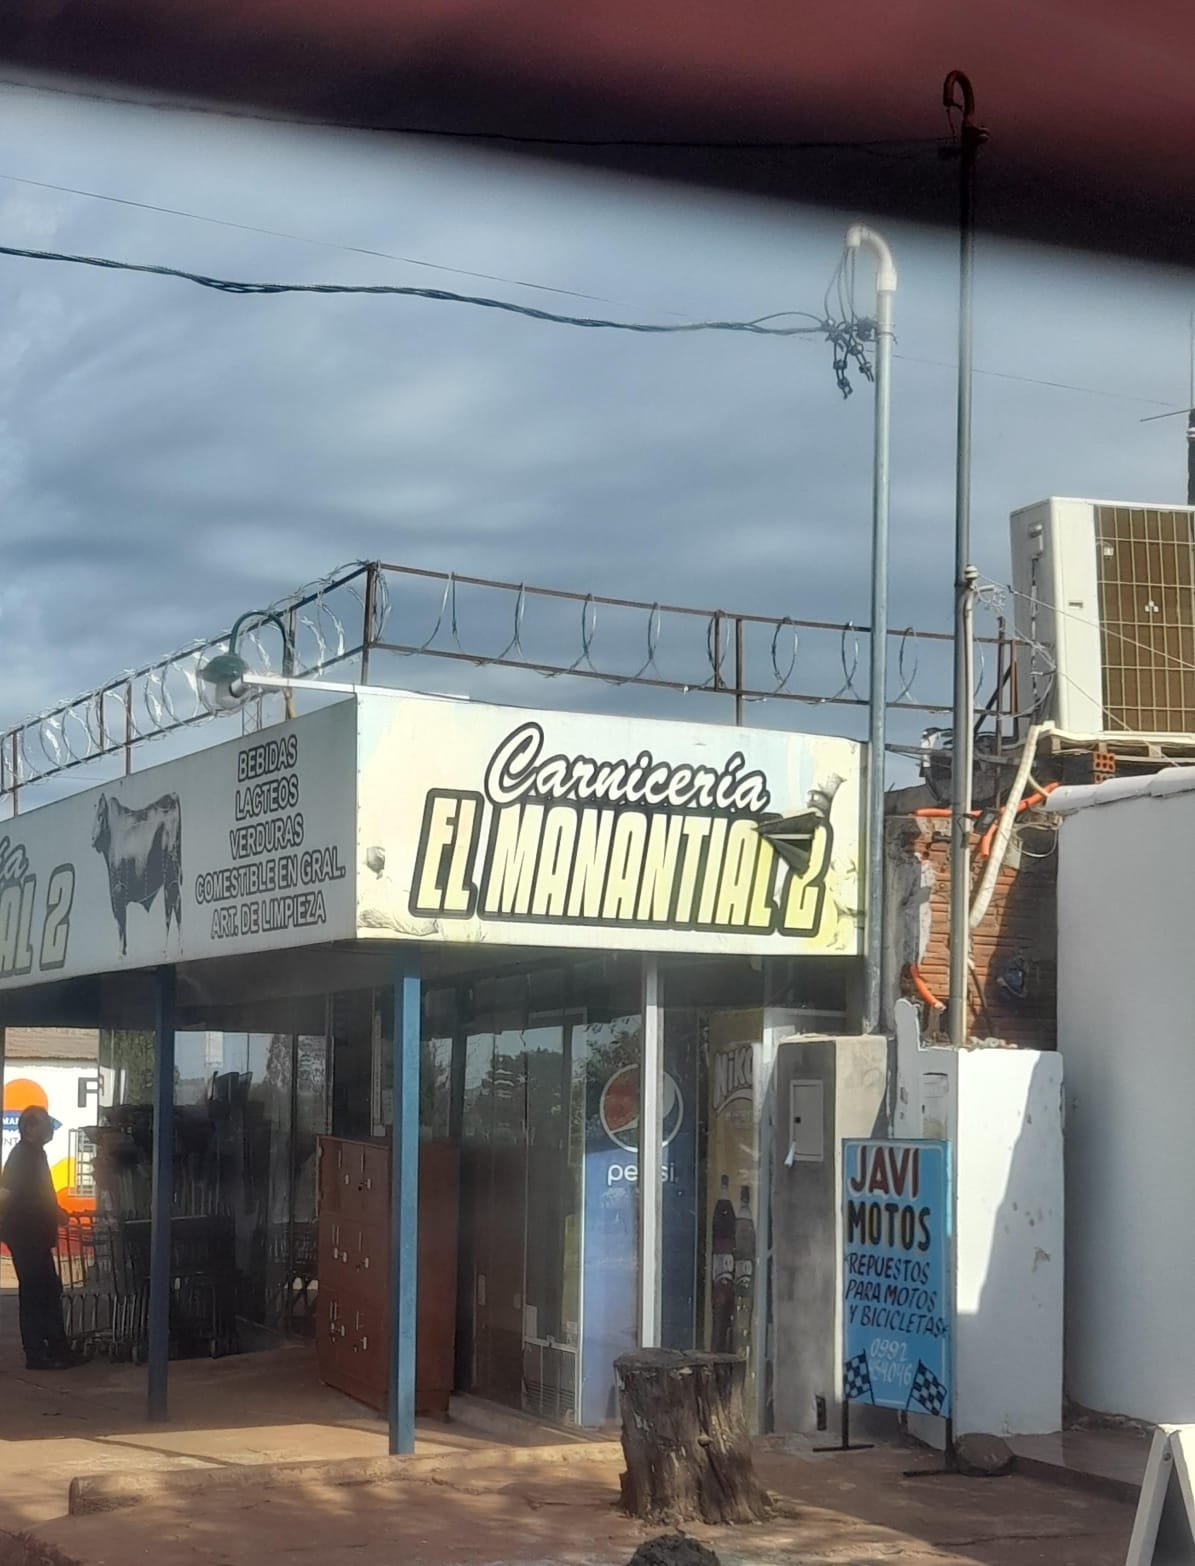 BEBIDAS
LACTEOS
VERDURAS
COMESTIBLE EN GRAL.
ART. DE LIMPIEZA
AL 2
Carnicería
EL MANANTIAL 2
pepsi
NIKO
JAVI
MOTOS
*REPUESTOS
PARA MOTOS
Y BICICLETAS*
0992